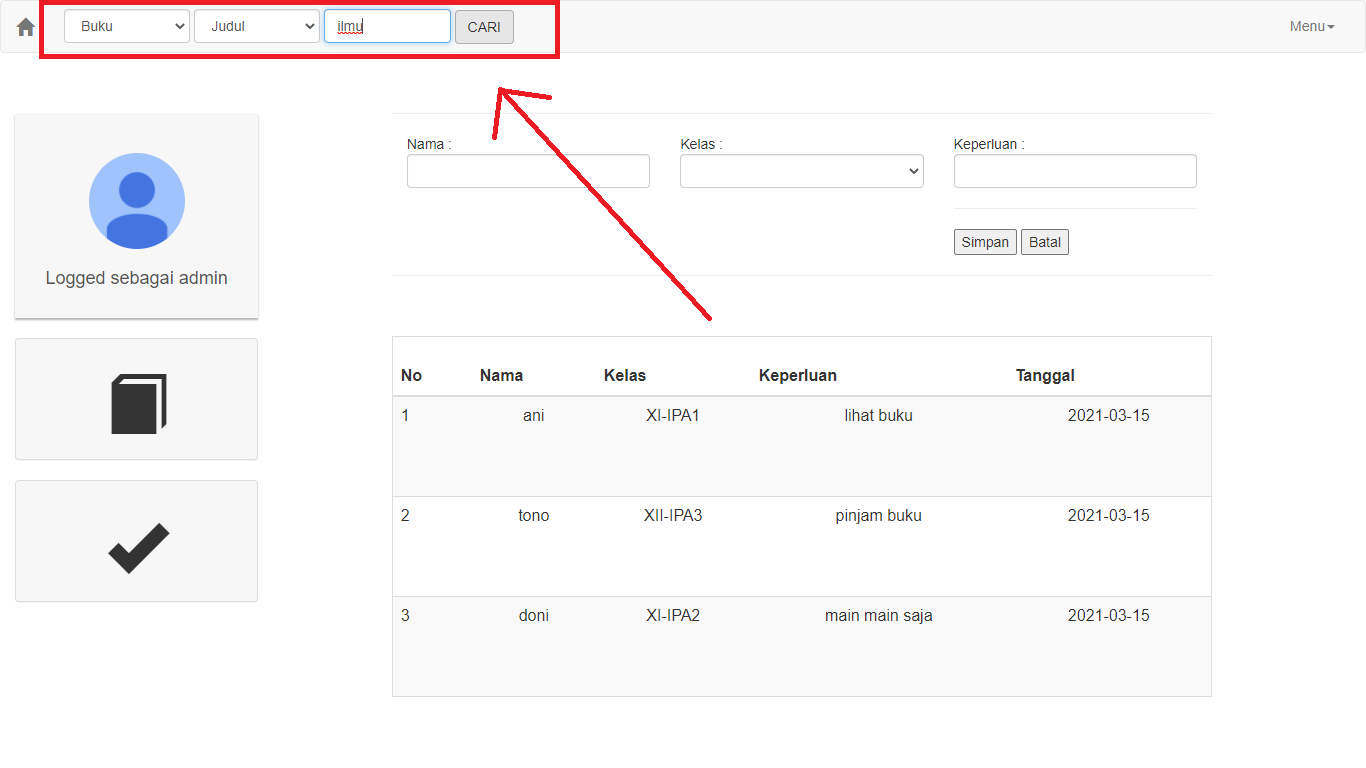 Buku Judul ilmu CARI Menu
Nama : Kelas : Keperluan :
Simpan Batal
Logged sebagai admin
No Nama Kelas Keperluan Tanggal
1 ani XI-IPA1 lihat buku 2021-03-15
2 tono XII-IPA3 pinjam buku 2021-03-15
3 doni XI-IPA2 main main saja 2021-03-15